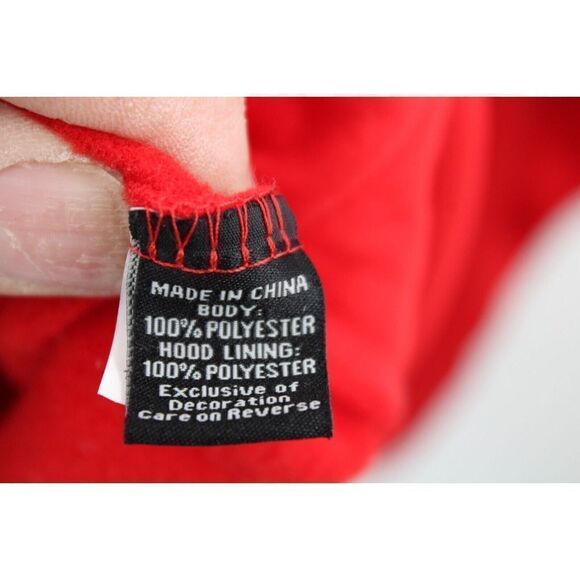 MADE IN CHINA
BODY:
100% POLYESTER
HOOD LINING:
100% POLYESTER
Exclusive of
Decoration
Care on Reverse